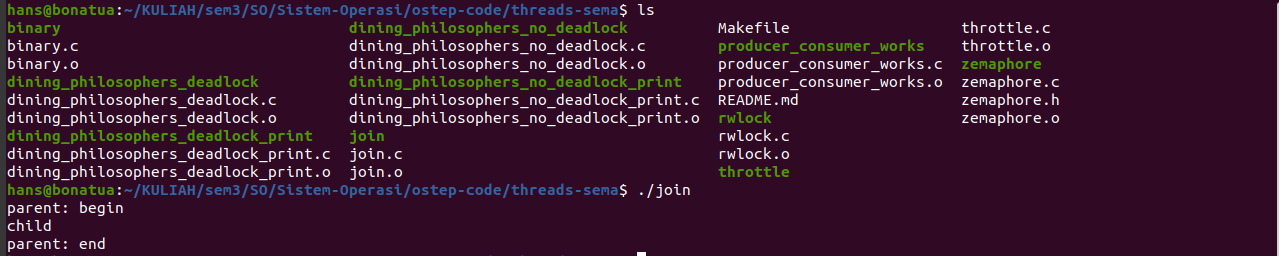 hans@bonatua:~/KULIAH/sem3/SO/Sistem-Operasi/ostep-code/threads-sema$ ls
binary dining_philosophers_no_deadlock Makefile throttle.c
binary.c dining_philosophers_no_deadlock.c producer_consumer_works throttle.o
binary.o dining_philosophers_no_deadlock.o producer_consumer_works.c zemaphore
dining_philosophers_deadlock dining_philosophers_no_deadlock_print producer_consumer_works.o zemaphore.c
dining_philosophers_deadlock.c dining_philosophers_no_deadlock_print.c README.md zemaphore.h
dining_philosophers_deadlock.o dining_philosophers_no_deadlock_print.o rwlock zemaphore.o
dining_philosophers_deadlock_print join rwlock.c
dining_philosophers_deadlock_print.c join.c rwlock.o
dining_philosophers_deadlock_print.o join.o throttle
hans@bonatua:~/KULIAH/sem3/SO/Sistem-Operasi/ostep-code/threads-sema$ ./join
parent: begin
child
parent: end